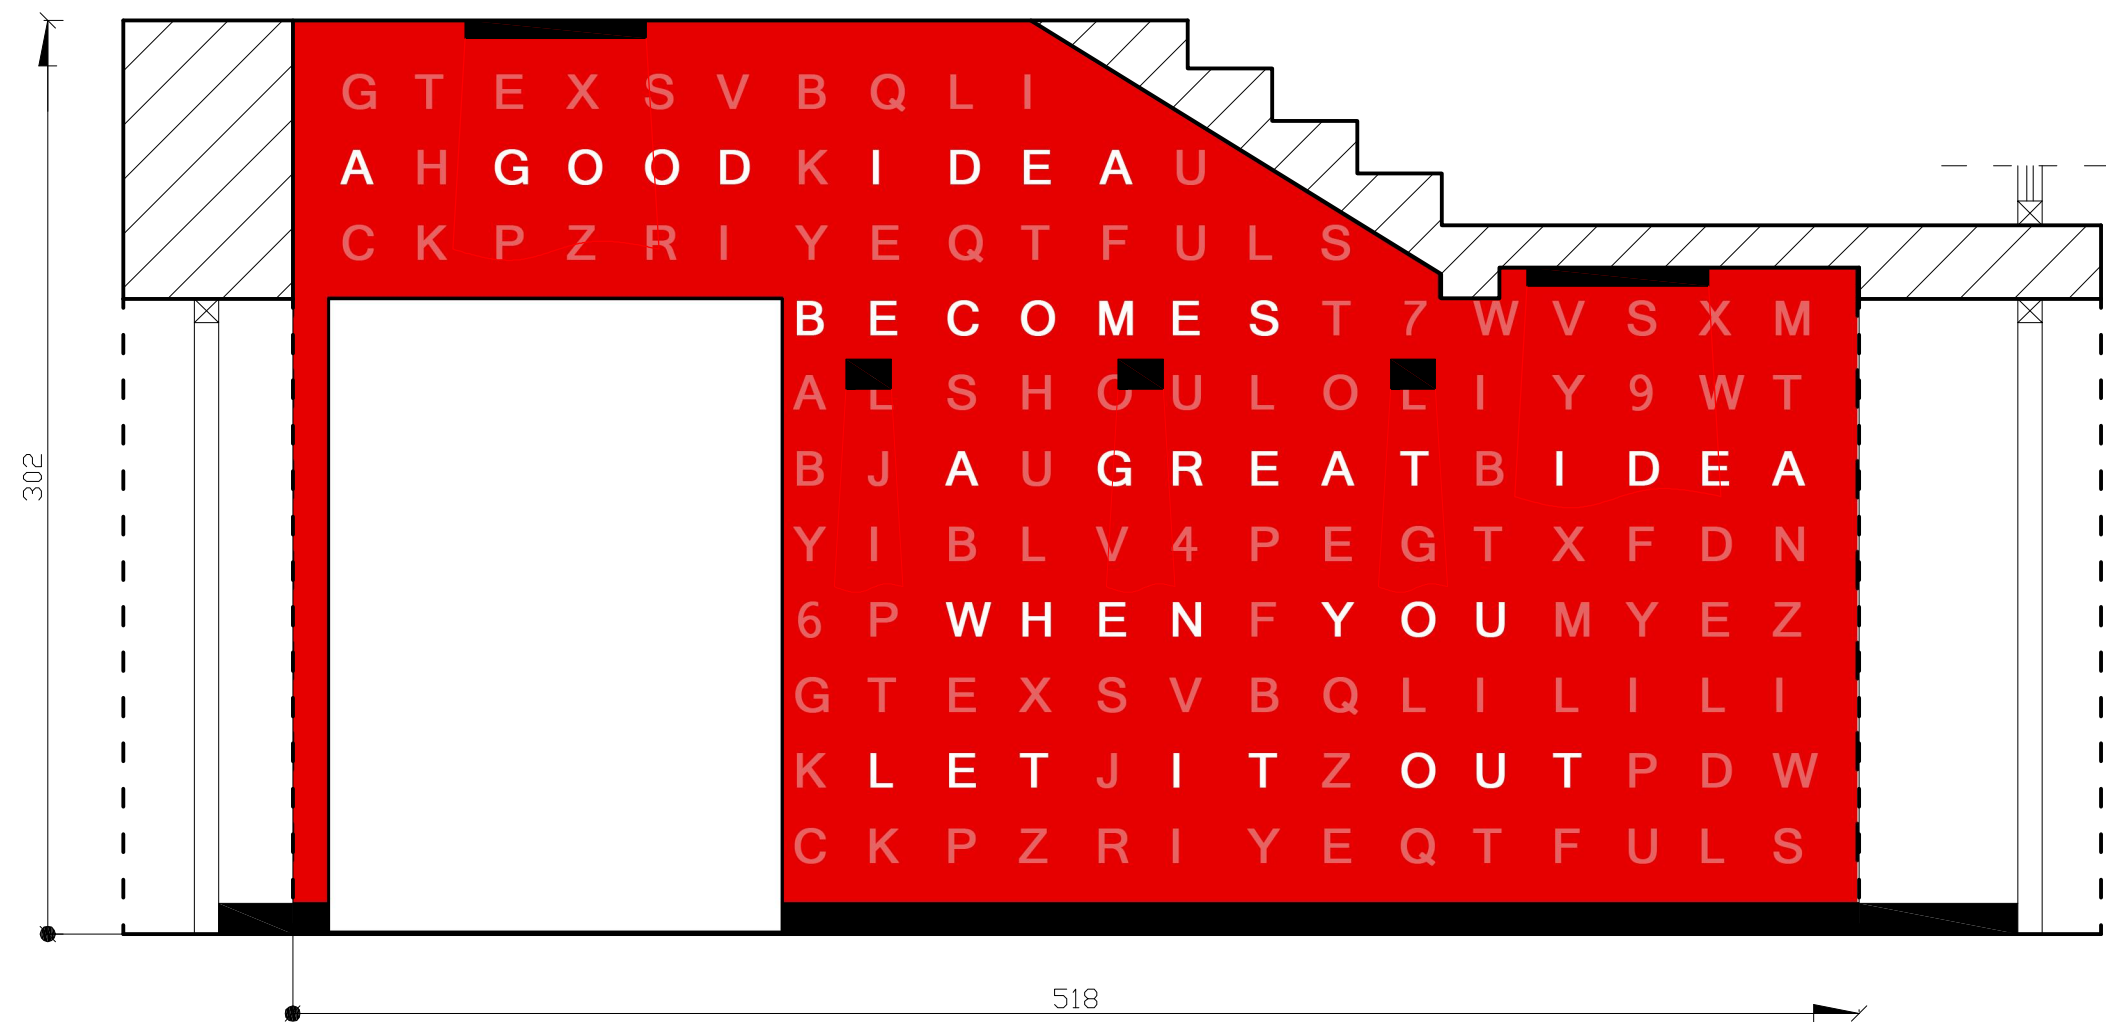 G T E X S V B Q L I
A H G O O D K I D E A U
C K P Z R I Y E Q T F U L S
B E C O M E S T 7 W V S X M
A L S H O U L O L I Y 9 W T
B J A U G R E A T B I D E A
Y I B L V 4 P E G T X F D N
6 P W H E N F Y O U M Y E Z
G T E X S V B Q L I L I L I
K L E T J I T Z O U T P D W
C K P Z R I Y E Q T F U L S
302
518